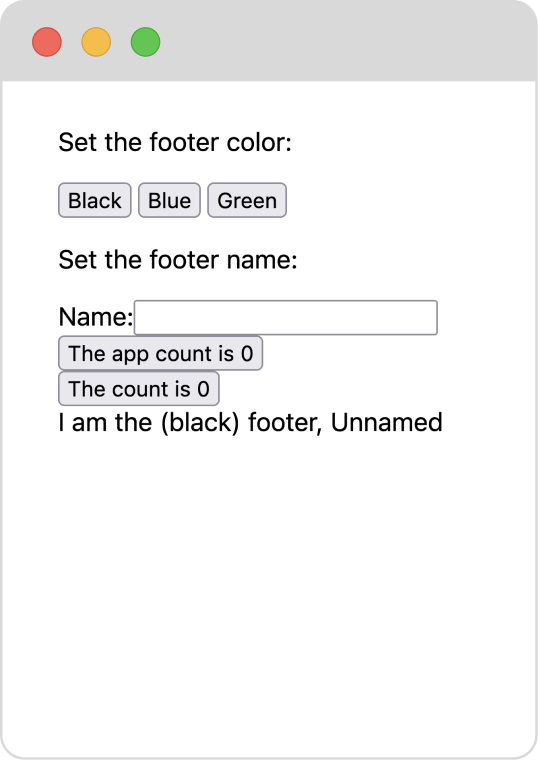 Set the footer color:
Black Blue Green
Set the footer name:
Name:
The app count is 0
The count is 0
I am the (black) footer, Unnamed